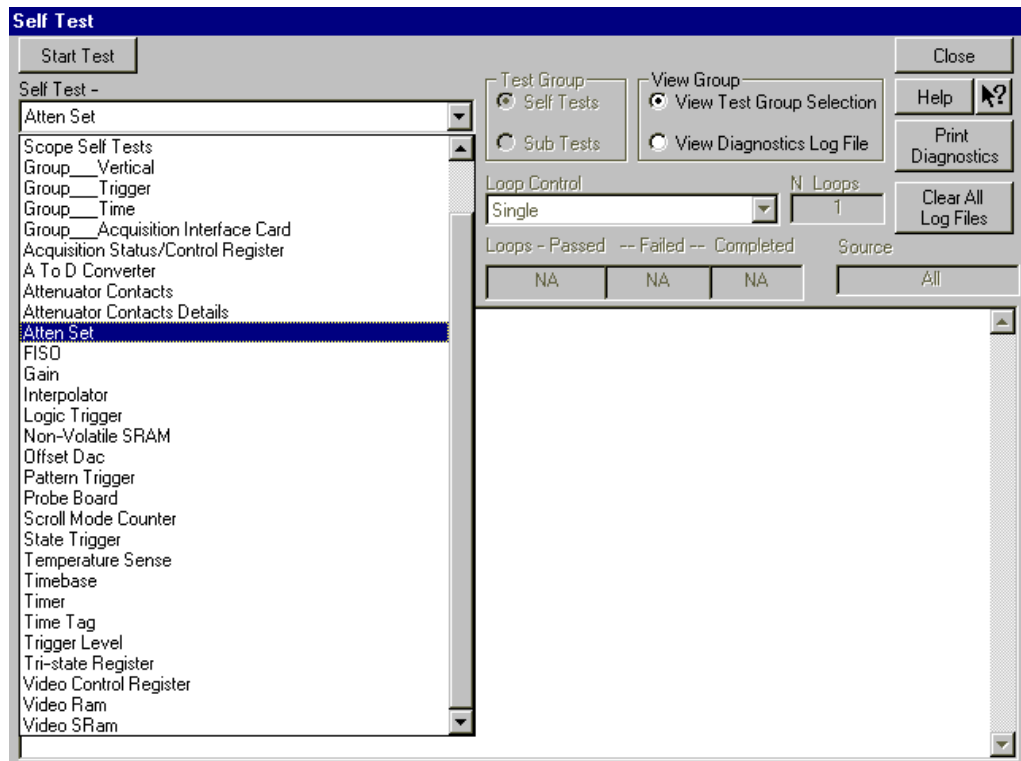 Self Test
Start Test
Close
Self Test -
Atten Set
Test Group
Self Tests
Sub Tests
View Group
View Test Group Selection
View Diagnostics Log File
Help
?
Print
Diagnostics
Clear All
Log Files
Loop Control
N Loops
Single
1
Loops - Passed -- Failed -- Completed
Source
NA
NA
NA
All
Scope Self Tests
Group___Vertical
Group___Trigger
Group___Time
Group___Acquisition Interface Card
Acquisition Status/Control Register
A To D Converter
Attenuator Contacts
Attenuator Contacts Details
Atten Set
FISO
Gain
Interpolator
Logic Trigger
Non-Volatile SRAM
Offset Dac
Pattern Trigger
Probe Board
Scroll Mode Counter
State Trigger
Temperature Sense
Timebase
Timer
Time Tag
Trigger Level
Tri-state Register
Video Control Register
Video Ram
Video SRam